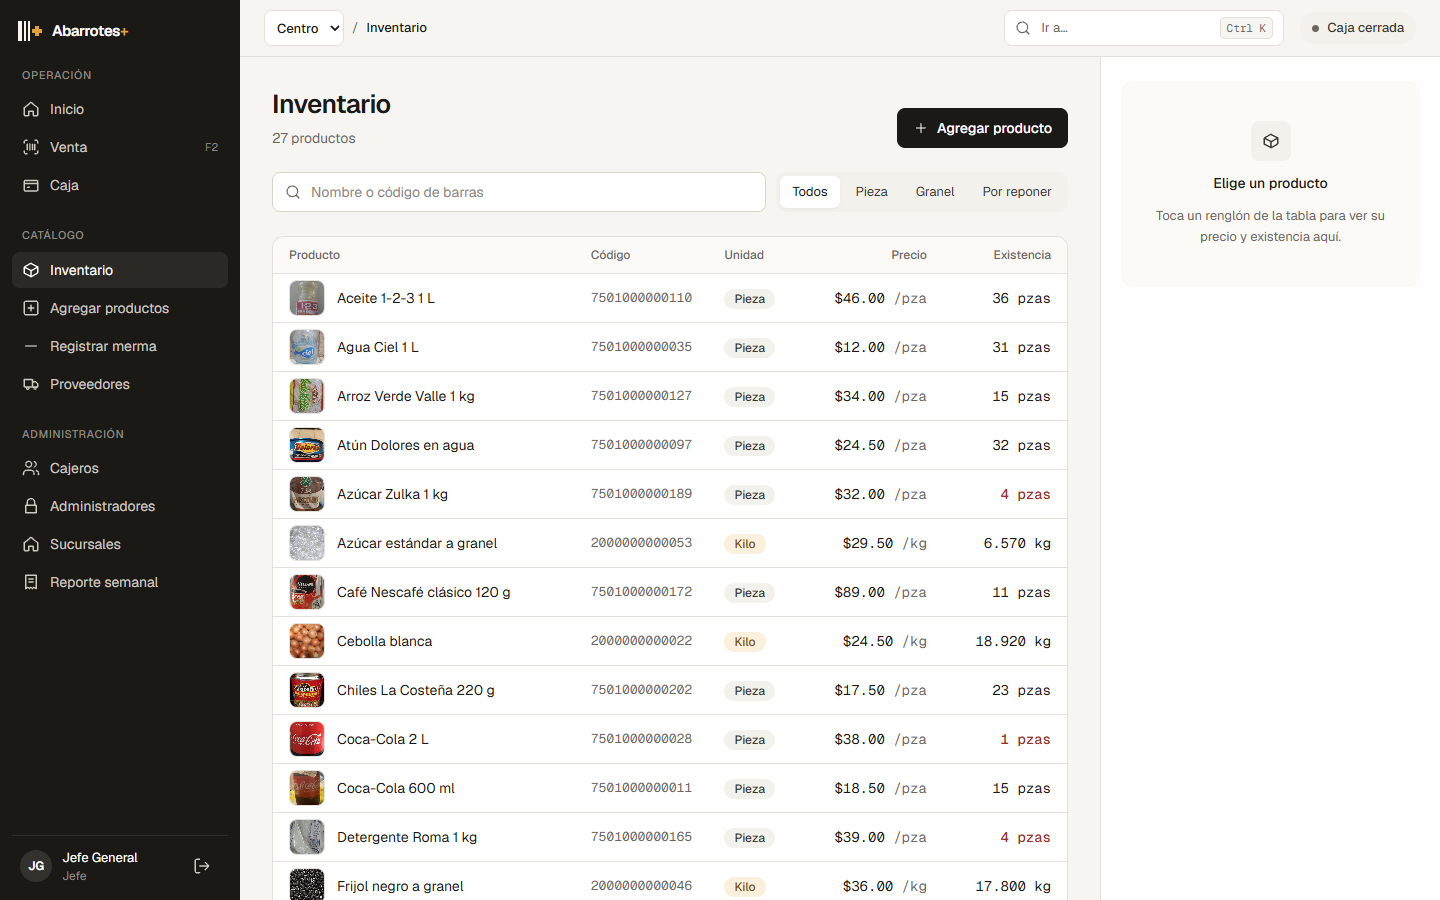 Abarrotes+
OPERACIÓN
Inicio
Venta F2
Caja
CATÁLOGO
Inventario
Agregar productos
Registrar merma
Proveedores
ADMINISTRACIÓN
Cajeros
Administradores
Sucursales
Reporte semanal
JG
Jefe General
Jefe
Centro / Inventario
Ir a… Ctrl K
Caja cerrada
Inventario
27 productos
Agregar producto
Nombre o código de barras
Todos Pieza Granel Por reponer
Producto Código Unidad Precio Existencia
Aceite 1-2-3 1 L 7501000000110 Pieza $46.00 /pza 36 pzas
Agua Ciel 1 L 7501000000035 Pieza $12.00 /pza 31 pzas
Arroz Verde Valle 1 kg 7501000000127 Pieza $34.00 /pza 15 pzas
Atún Dolores en agua 7501000000097 Pieza $24.50 /pza 32 pzas
Azúcar Zulka 1 kg 7501000000189 Pieza $32.00 /pza 4 pzas
Azúcar estándar a granel 2000000000053 Kilo $29.50 /kg 6.570 kg
Café Nescafé clásico 120 g 7501000000172 Pieza $89.00 /pza 11 pzas
Cebolla blanca 2000000000022 Kilo $24.50 /kg 18.920 kg
Chiles La Costeña 220 g 7501000000202 Pieza $17.50 /pza 23 pzas
Coca-Cola 2 L 7501000000028 Pieza $38.00 /pza 1 pzas
Coca-Cola 600 ml 7501000000011 Pieza $18.50 /pza 15 pzas
Detergente Roma 1 kg 7501000000165 Pieza $39.00 /pza 4 pzas
Frijol negro a granel 2000000000046 Kilo $36.00 /kg 17.800 kg
Elige un producto
Toca un renglón de la tabla para ver su
precio y existencia aquí.